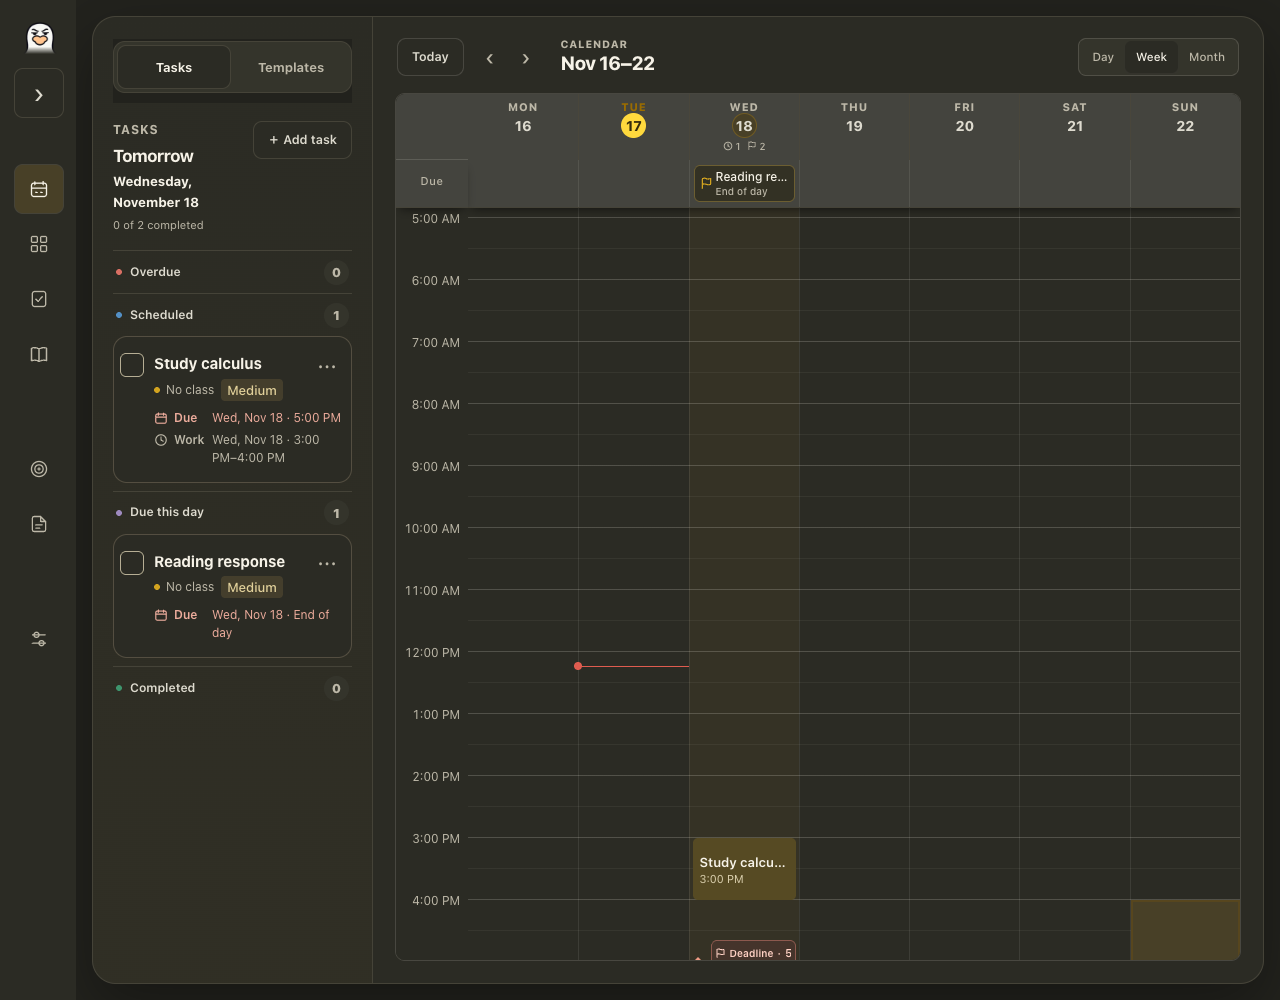 Tasks
Templates
TASKS
+ Add task
Tomorrow
Wednesday,
November 18
0 of 2 completed
Overdue
0
Scheduled
1
Study calculus
No class
Medium
Due
Wed, Nov 18 · 5:00 PM
Work
Wed, Nov 18 · 3:00
PM–4:00 PM
Due this day
1
Reading response
No class
Medium
Due
Wed, Nov 18 · End of
day
Completed
0
Today
CALENDAR
Nov 16–22
Day
Week
Month
MON
16
TUE
17
WED
18
1
2
THU
19
FRI
20
SAT
21
SUN
22
Due
Reading re...
End of day
5:00 AM
6:00 AM
7:00 AM
8:00 AM
9:00 AM
10:00 AM
11:00 AM
12:00 PM
1:00 PM
2:00 PM
3:00 PM
Study calcu...
3:00 PM
4:00 PM
Deadline · 5